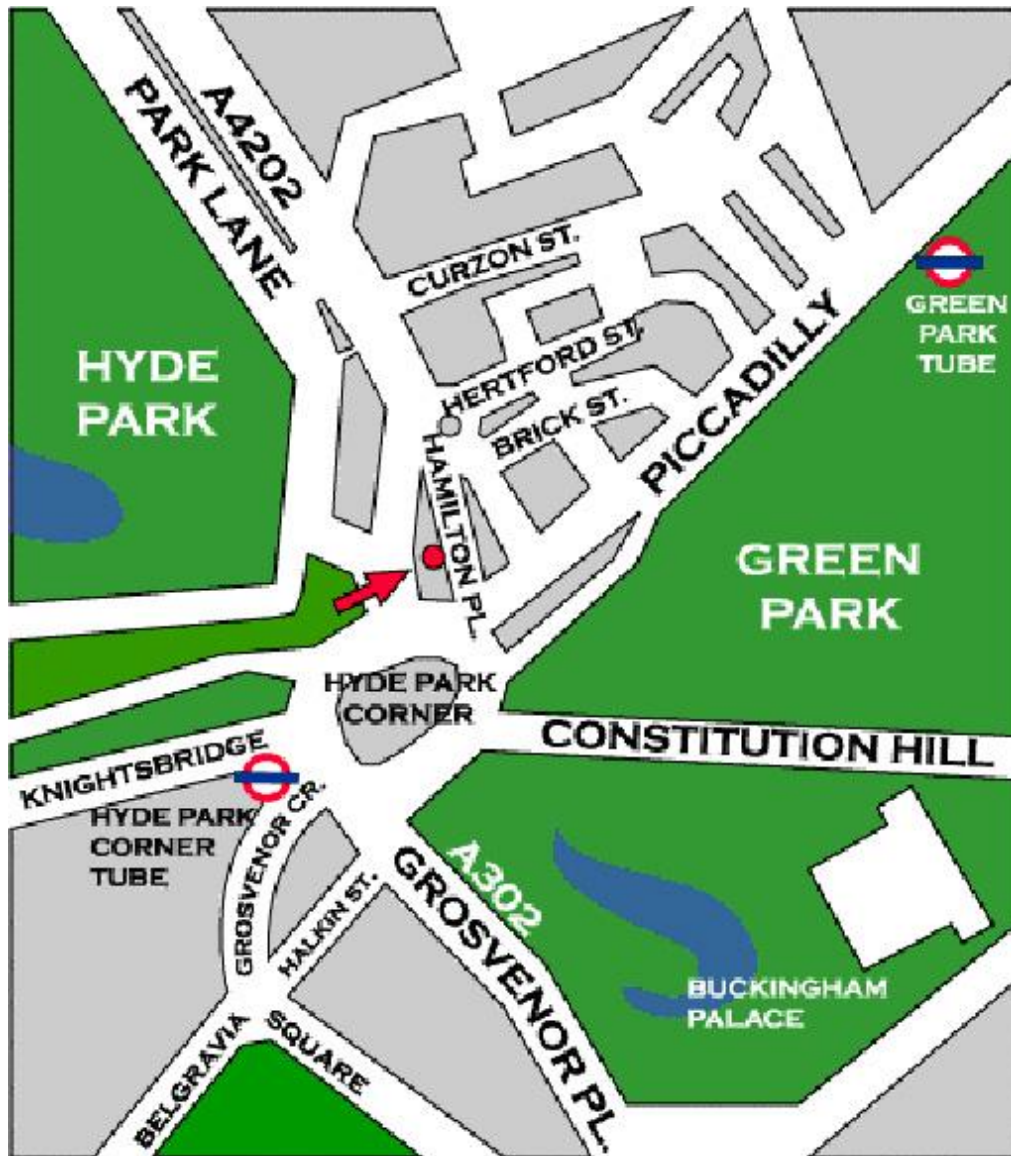 A4202
PARK LANE
CURZON ST.
GREEN
PARK
TUBE
HYDE
PARK
HERTFORD ST.
BRICK ST.
PICCADILLY
HAMILTON PL.
GREEN
PARK
HYDE PARK
CORNER
CONSTITUTION HILL
KNIGHTSBRIDGE
HYDE PARK
CORNER
TUBE
GROSVENOR CR.
HALKIN ST.
A302
GROSVENOR PL.
BUCKINGHAM
PALACE
BELGRAVIA
SQUARE